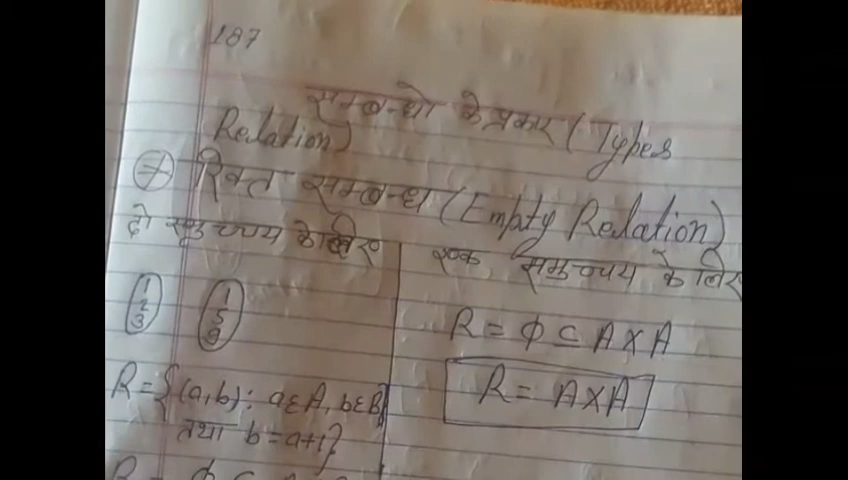 187
सम्बन्धो के प्रकार (Types
Relation)
रिक्त सम्बन्ध (Empty Relation)
दो समुच्चय के लिए
1
2
3
1
5
9
R = {(a,b): a∈A, b∈B
तथा b = a+1}
एक समुच्चय के लिए
R = ϕ ⊂ A×A
R = A×A